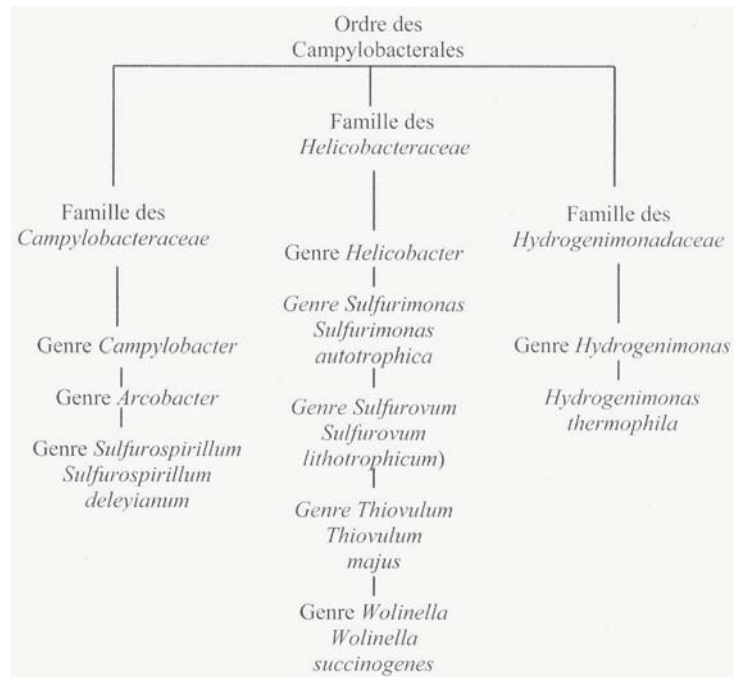 Ordre des
Campylobacterales
Famille des
Helicobacteraceae
Famille des
Campylobacteraceae
Famille des
Hydrogenimonadaceae
Genre Helicobacter
Genre Sulfurimonas
Sulfurimonas
autotrophica
Genre Campylobacter
Genre Hydrogenimonas
Genre Arcobacter
Hydrogenimonas
thermophila
Genre Sulfurovum
Sulfurovum
lithotrophicum)
Genre Sulfurospirillum
Sulfurospirillum
deleyianum
Genre Thiovulum
Thiovulum
majus
Genre Wolinella
Wolinella
succinogenes